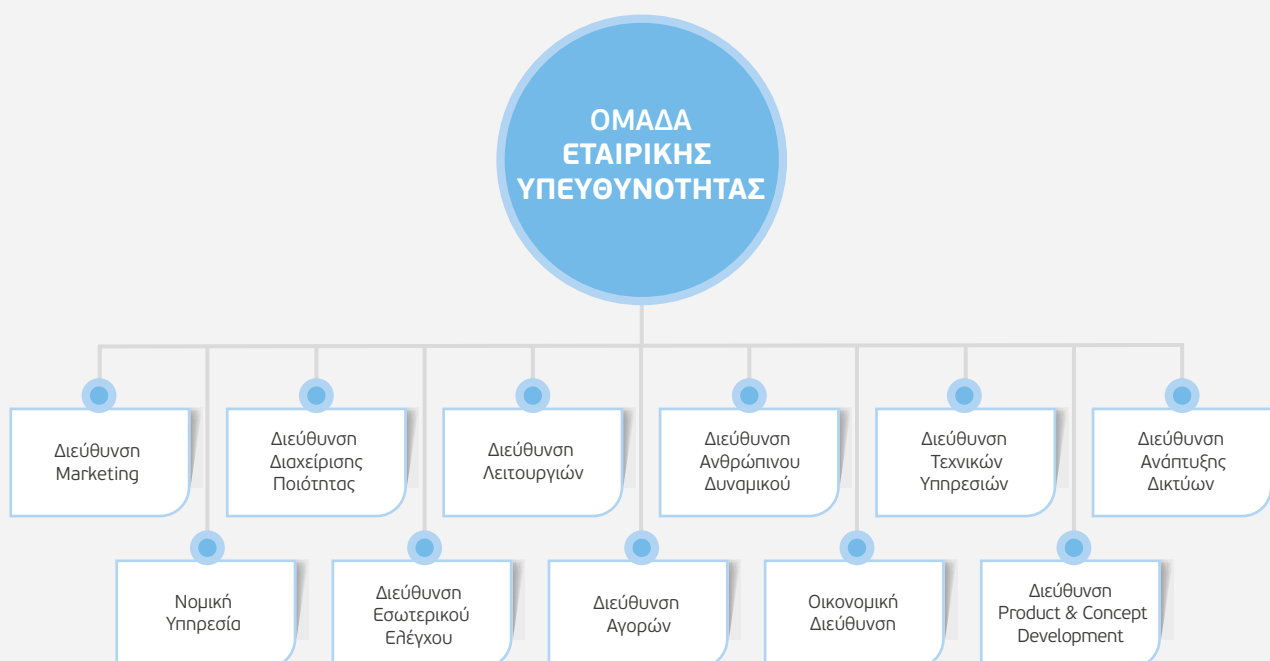 ΟΜΑΔΑ
ΕΤΑΙΡΙΚΗΣ
ΥΠΕΥΘΥΝΟΤΗΤΑΣ
Διεύθυνση
Marketing
Διεύθυνση
Διαχείρισης
Ποιότητας
Διεύθυνση
Λειτουργιών
Διεύθυνση
Ανθρώπινου
Δυναμικού
Διεύθυνση
Τεχνικών
Υπηρεσιών
Διεύθυνση
Ανάπτυξης
Δικτύων
Νομική
Υπηρεσία
Διεύθυνση
Εσωτερικού
Ελέγχου
Διεύθυνση
Αγορών
Οικονομική
Διεύθυνση
Διεύθυνση
Product & Concept
Development